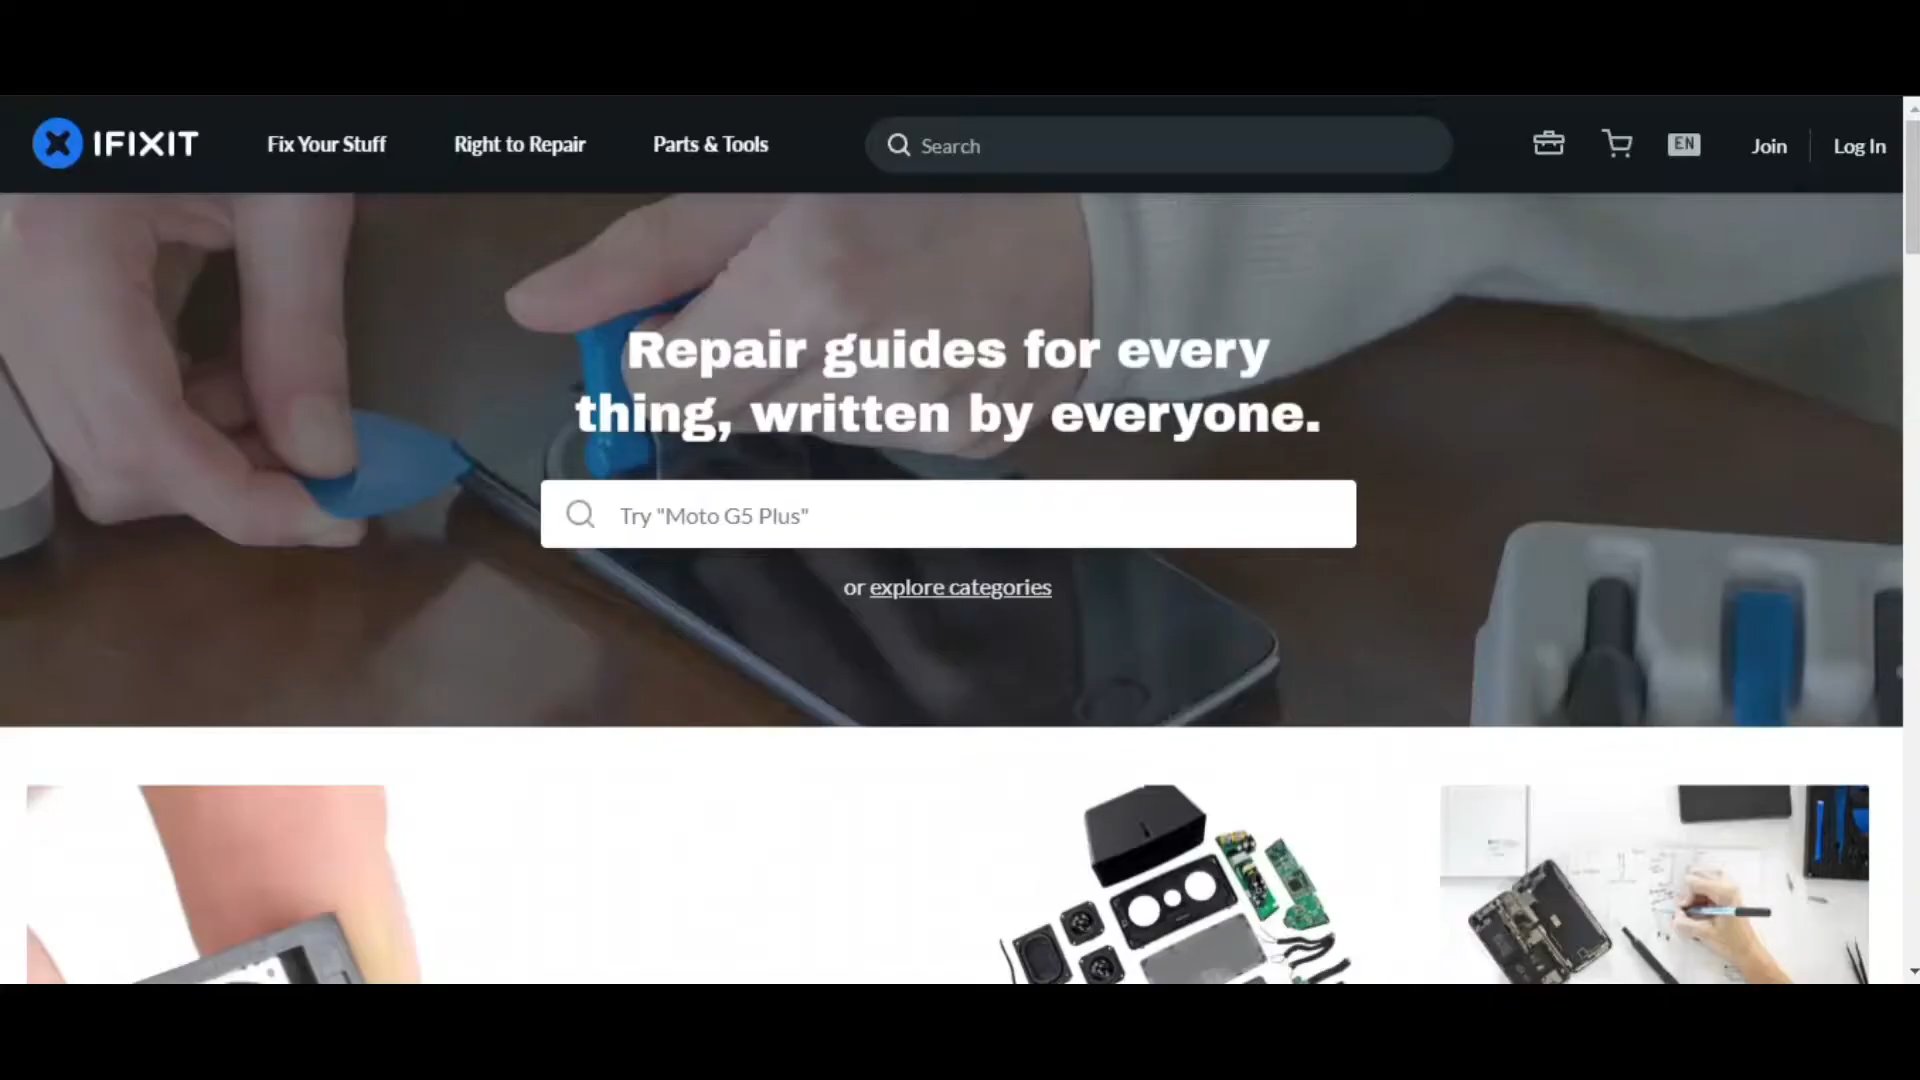 IFIXIT
Fix Your Stuff
Right to Repair
Parts & Tools
Search
EN
Join
Log In
Repair guides for every
thing, written by everyone.
Try "Moto G5 Plus"
or explore categories